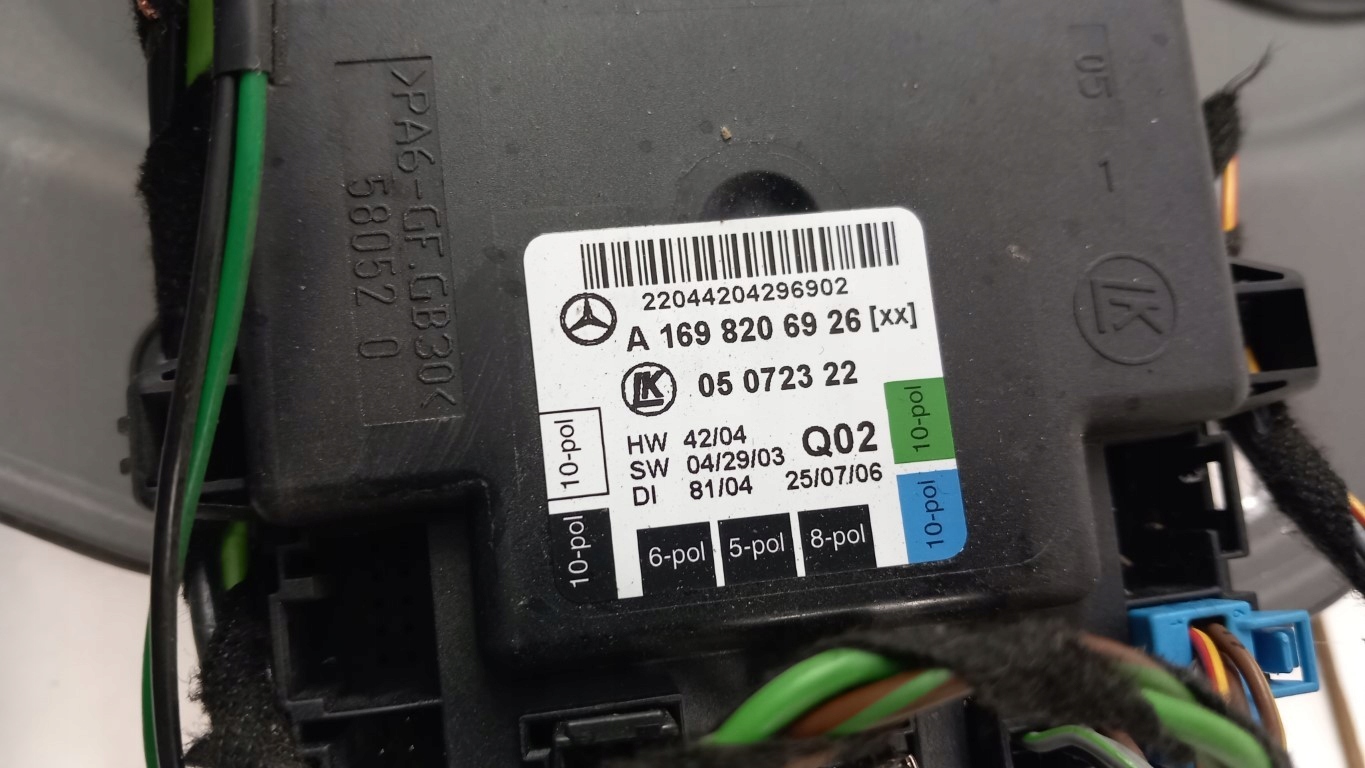 >PA6-GF.GB30<
58052 0
05 1
LK
22044204296902
A 169 820 69 26 [xx]
LK 05 0723 22
HW 42/04
SW 04/29/03
DI 81/04
Q02
25/07/06
10-pol
10-pol
6-pol
5-pol
8-pol
10-pol
10-pol